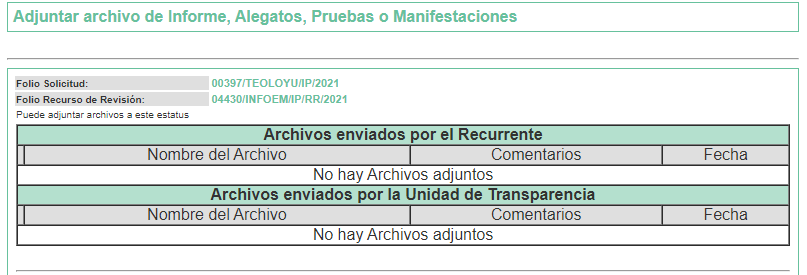 Adjuntar archivo de Informe, Alegatos, Pruebas o Manifestaciones
Folio Solicitud: 00397/TEOLOYU/IP/2021
Folio Recurso de Revisión: 04430/INFOEM/IP/RR/2021
Puede adjuntar archivos a este estatus
Archivos enviados por el Recurrente
Nombre del Archivo Comentarios Fecha
No hay Archivos adjuntos
Archivos enviados por la Unidad de Transparencia
Nombre del Archivo Comentarios Fecha
No hay Archivos adjuntos